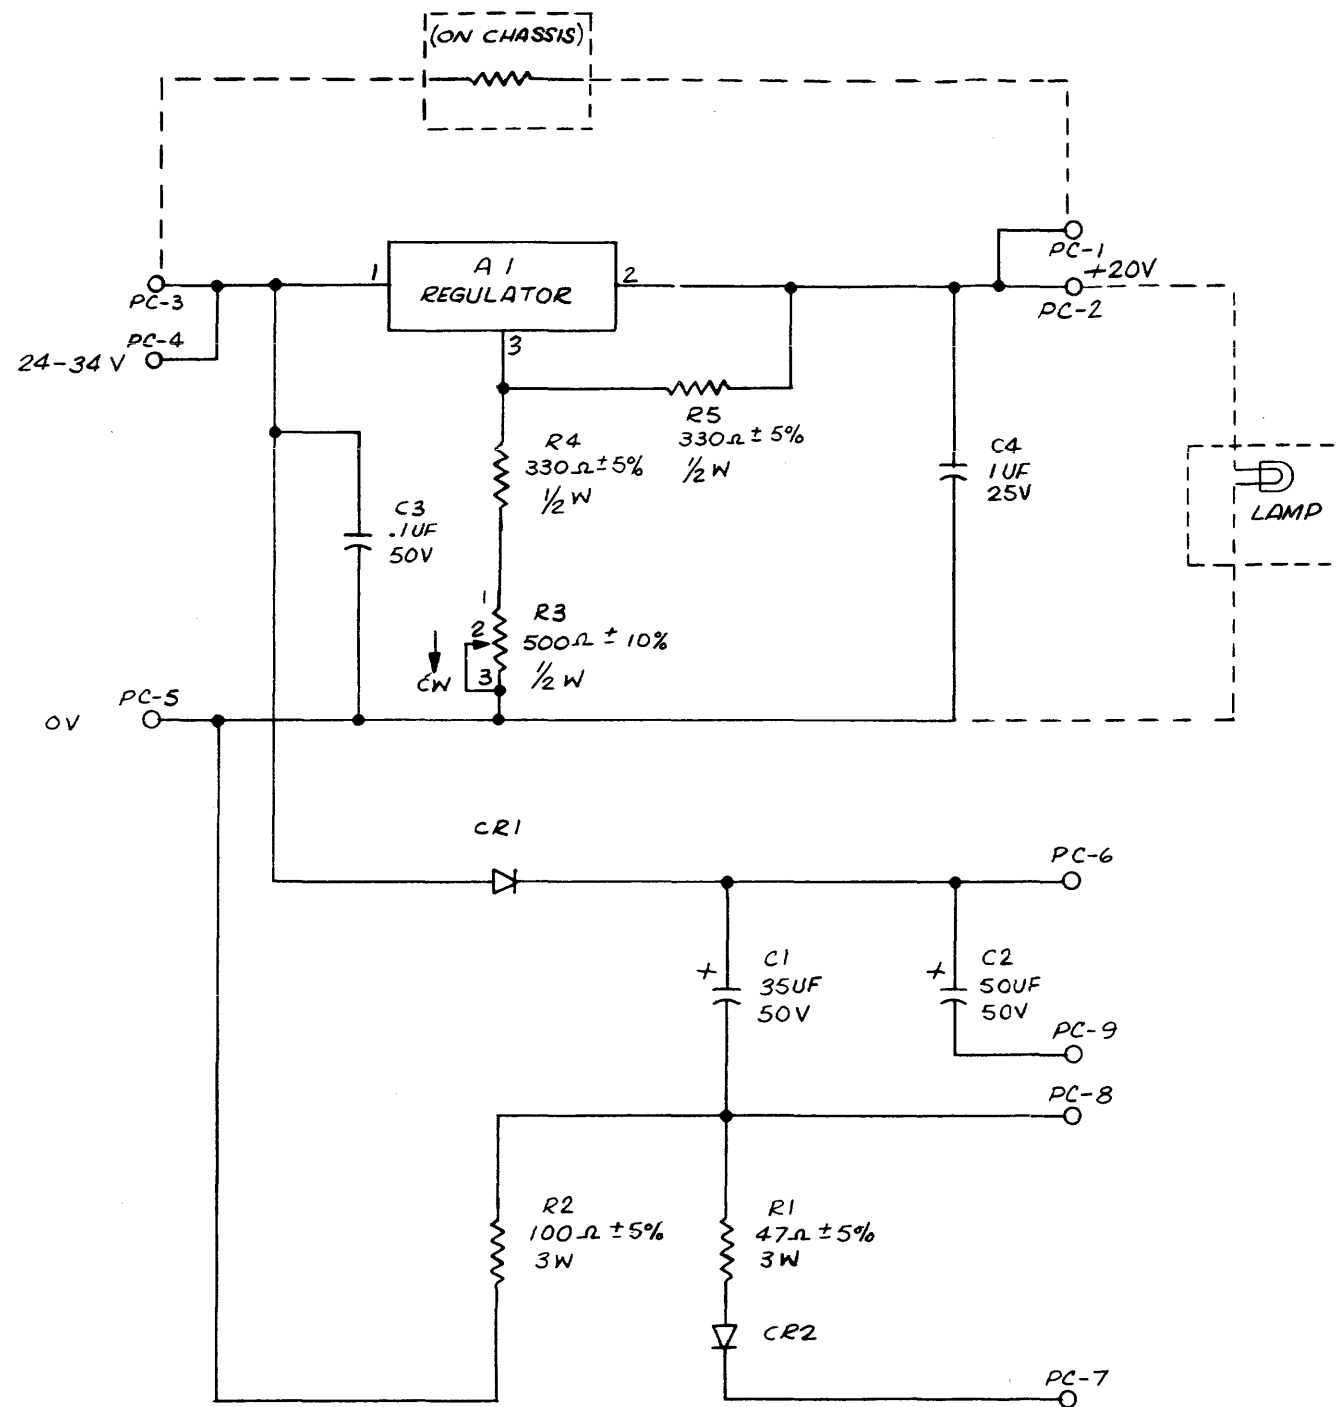 (ON CHASSIS)
PC-1
+20V
PC-2
1
A1
REGULATOR
2
3
PC-3
PC-4
24-34 V
R5
330Ω ± 5%
1/2 W
R4
330Ω ± 5%
1/2 W
C4
1UF
25V
LAMP
C3
.1UF
50V
1
2
3
R3
500Ω ± 10%
1/2 W
CW
PC-5
0V
CR1
PC-6
+
C1
35UF
50V
+
C2
50UF
50V
PC-9
PC-8
R2
100Ω ± 5%
3W
R1
47Ω ± 5%
3W
CR2
PC-7